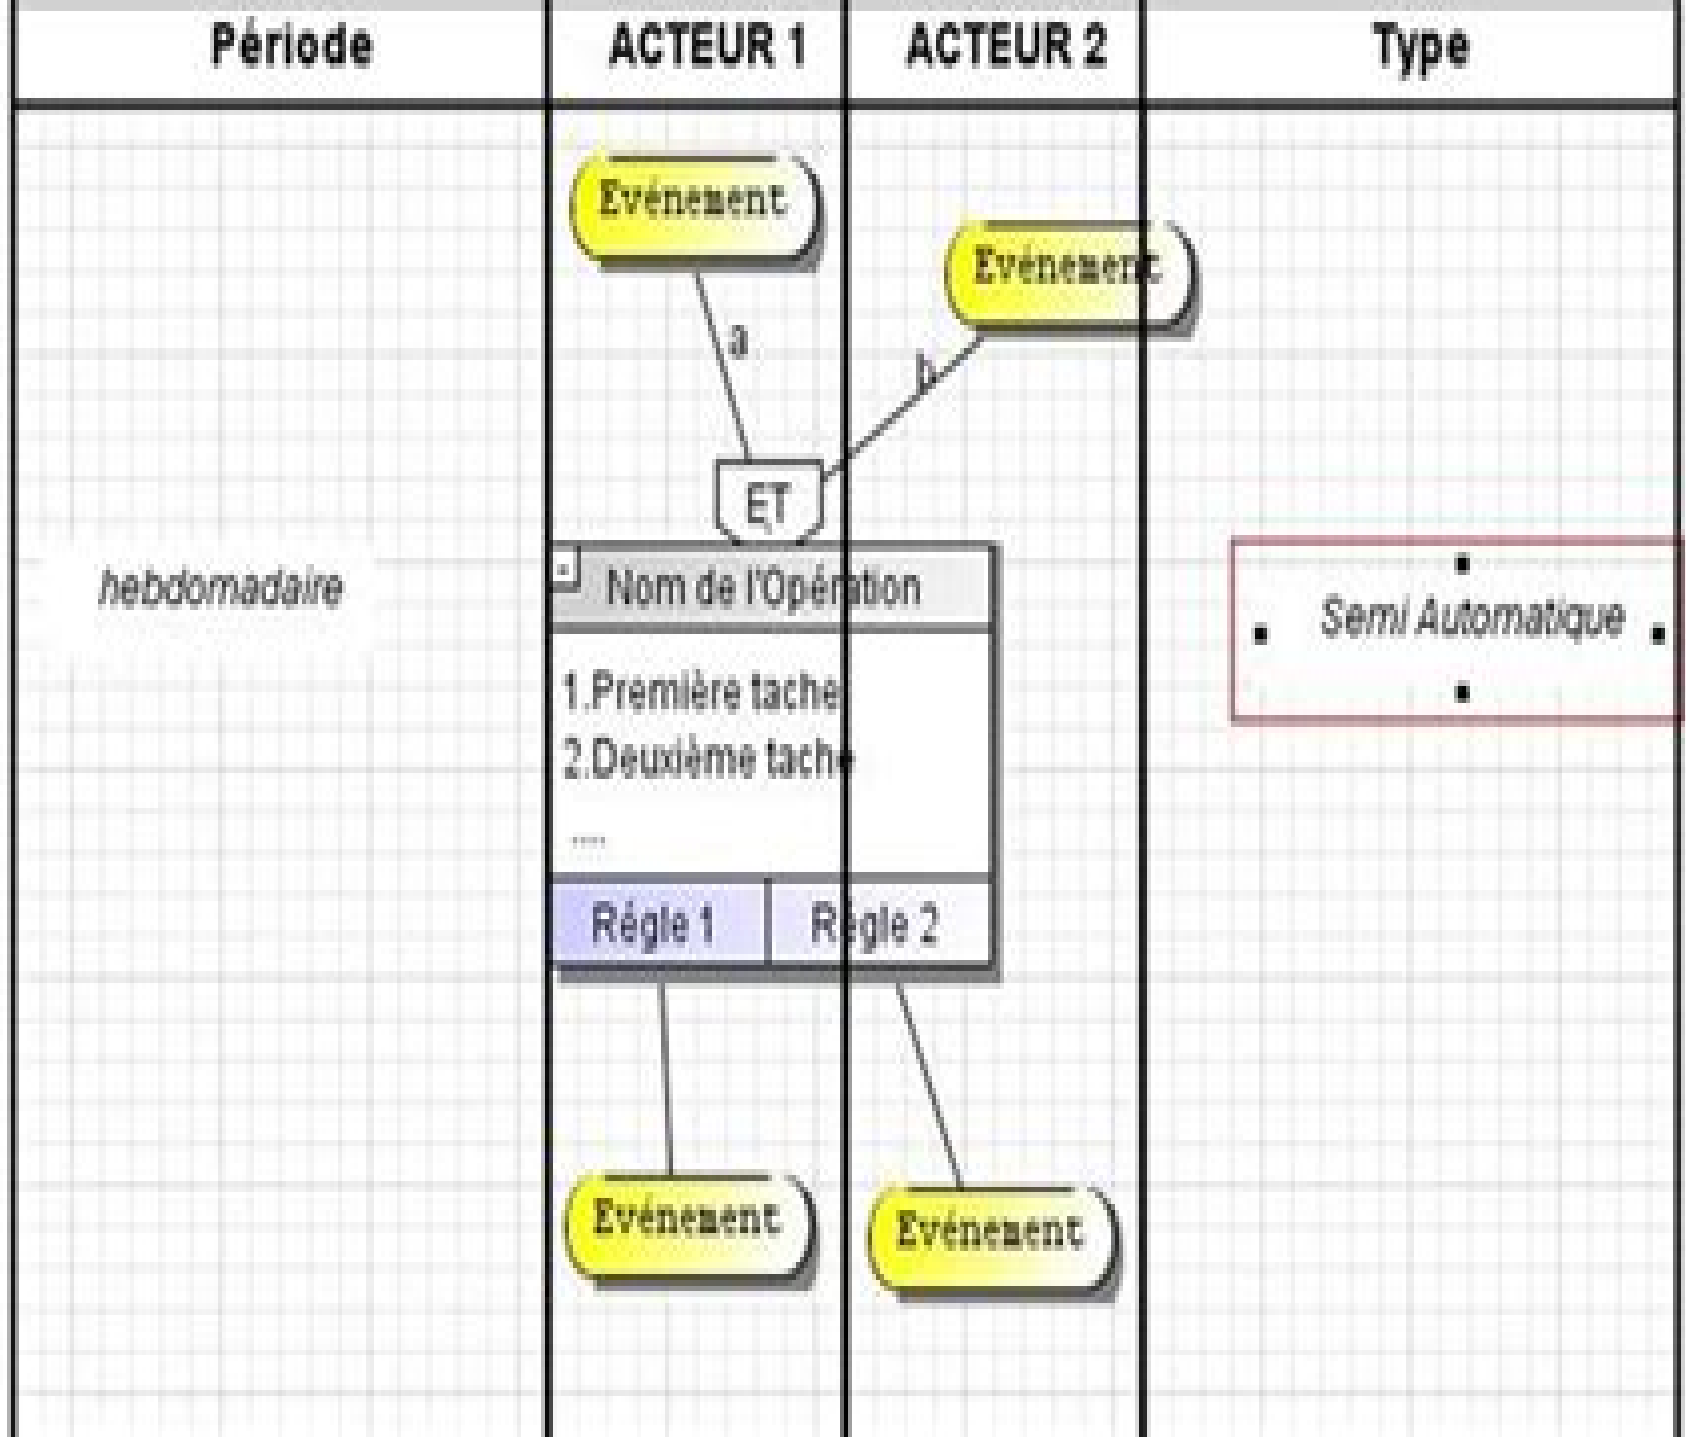 Période
ACTEUR 1
ACTEUR 2
Type
Evénement
Evénement
a
b
ET
hebdomadaire
Nom de l'Opération
Semi Automatique
1.Première tache
2.Deuxième tache
....
Régle 1
Régle 2
Evénement
Evénement